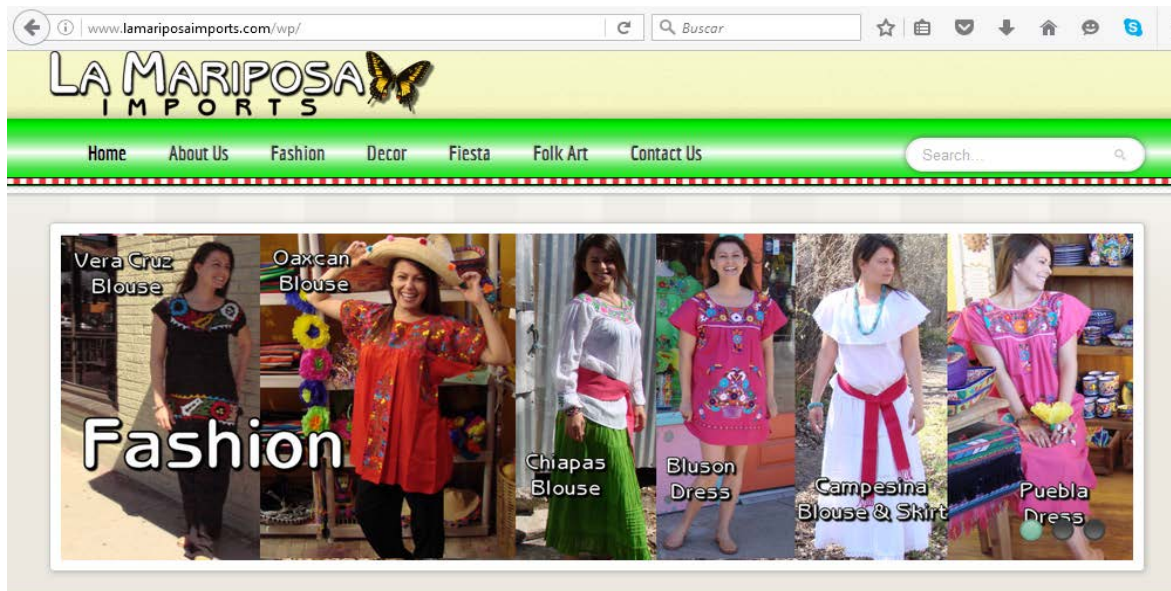 www.lamariposaimports.com/wp/
Buscar
LA MARIPOSA
IMPORTS
Home About Us Fashion Decor Fiesta Folk Art Contact Us
Search...
Vera Cruz
Blouse
Oaxcan
Blouse
Fashion
Chiapas
Blouse
Bluson
Dress
Campesina
Blouse & Skirt
Puebla
Dress